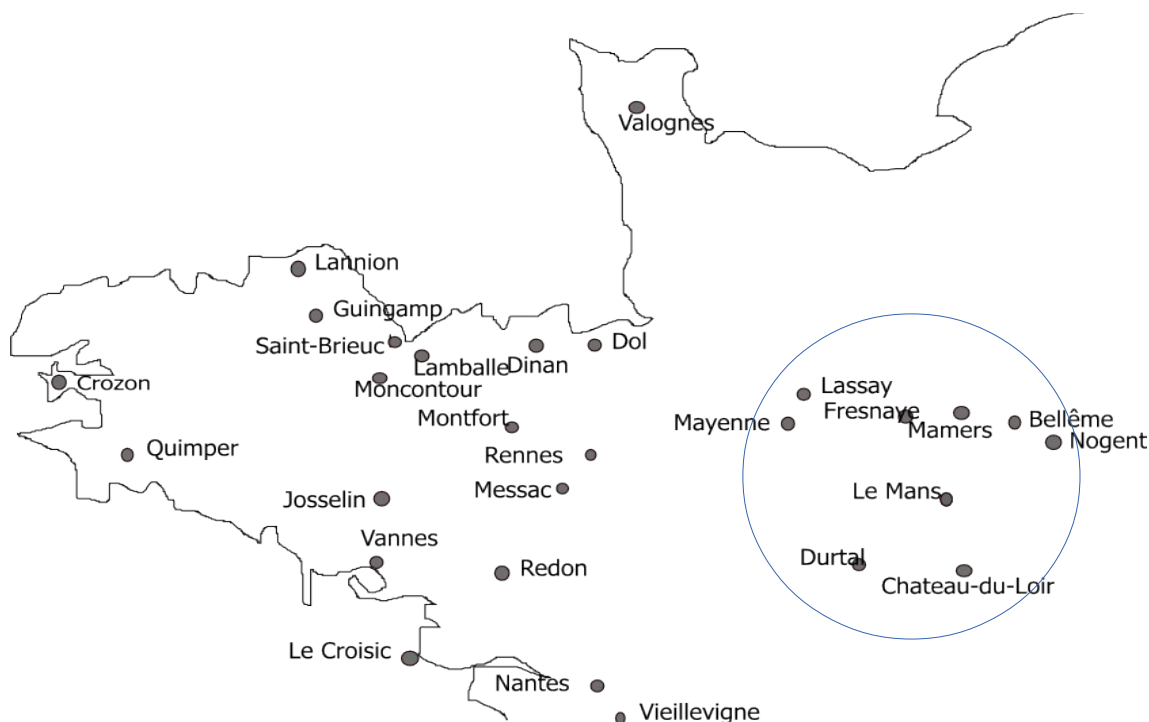 Valognes
Lannion
Guingamp
Saint-Brieuc
Lamballe
Dinan
Dol
Crozon
Moncontour
Lassay
Montfort
Mayenne
Fresnaye
Mamers
Bellême
Nogent
Quimper
Rennes
Josselin
Messac
Le Mans
Vannes
Redon
Durtal
Chateau-du-Loir
Le Croisic
Nantes
Vieillevigne